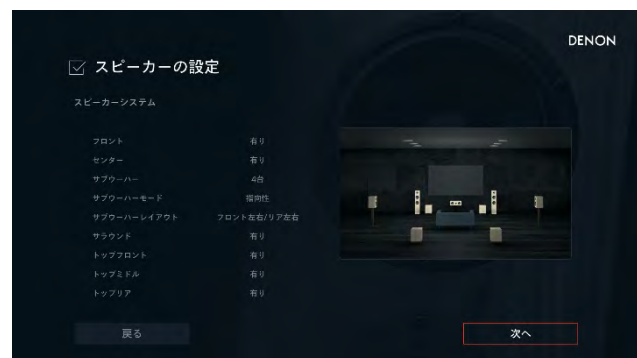 DENON
スピーカーの設定
スピーカーシステム
フロント 有り
センター 有り
サブウーハー 4台
サブウーハーモード 指向性
サブウーハーレイアウト フロント左右/リア左右
サラウンド 有り
トップフロント 有り
トップミドル 有り
トップリア 有り
戻る 次へ